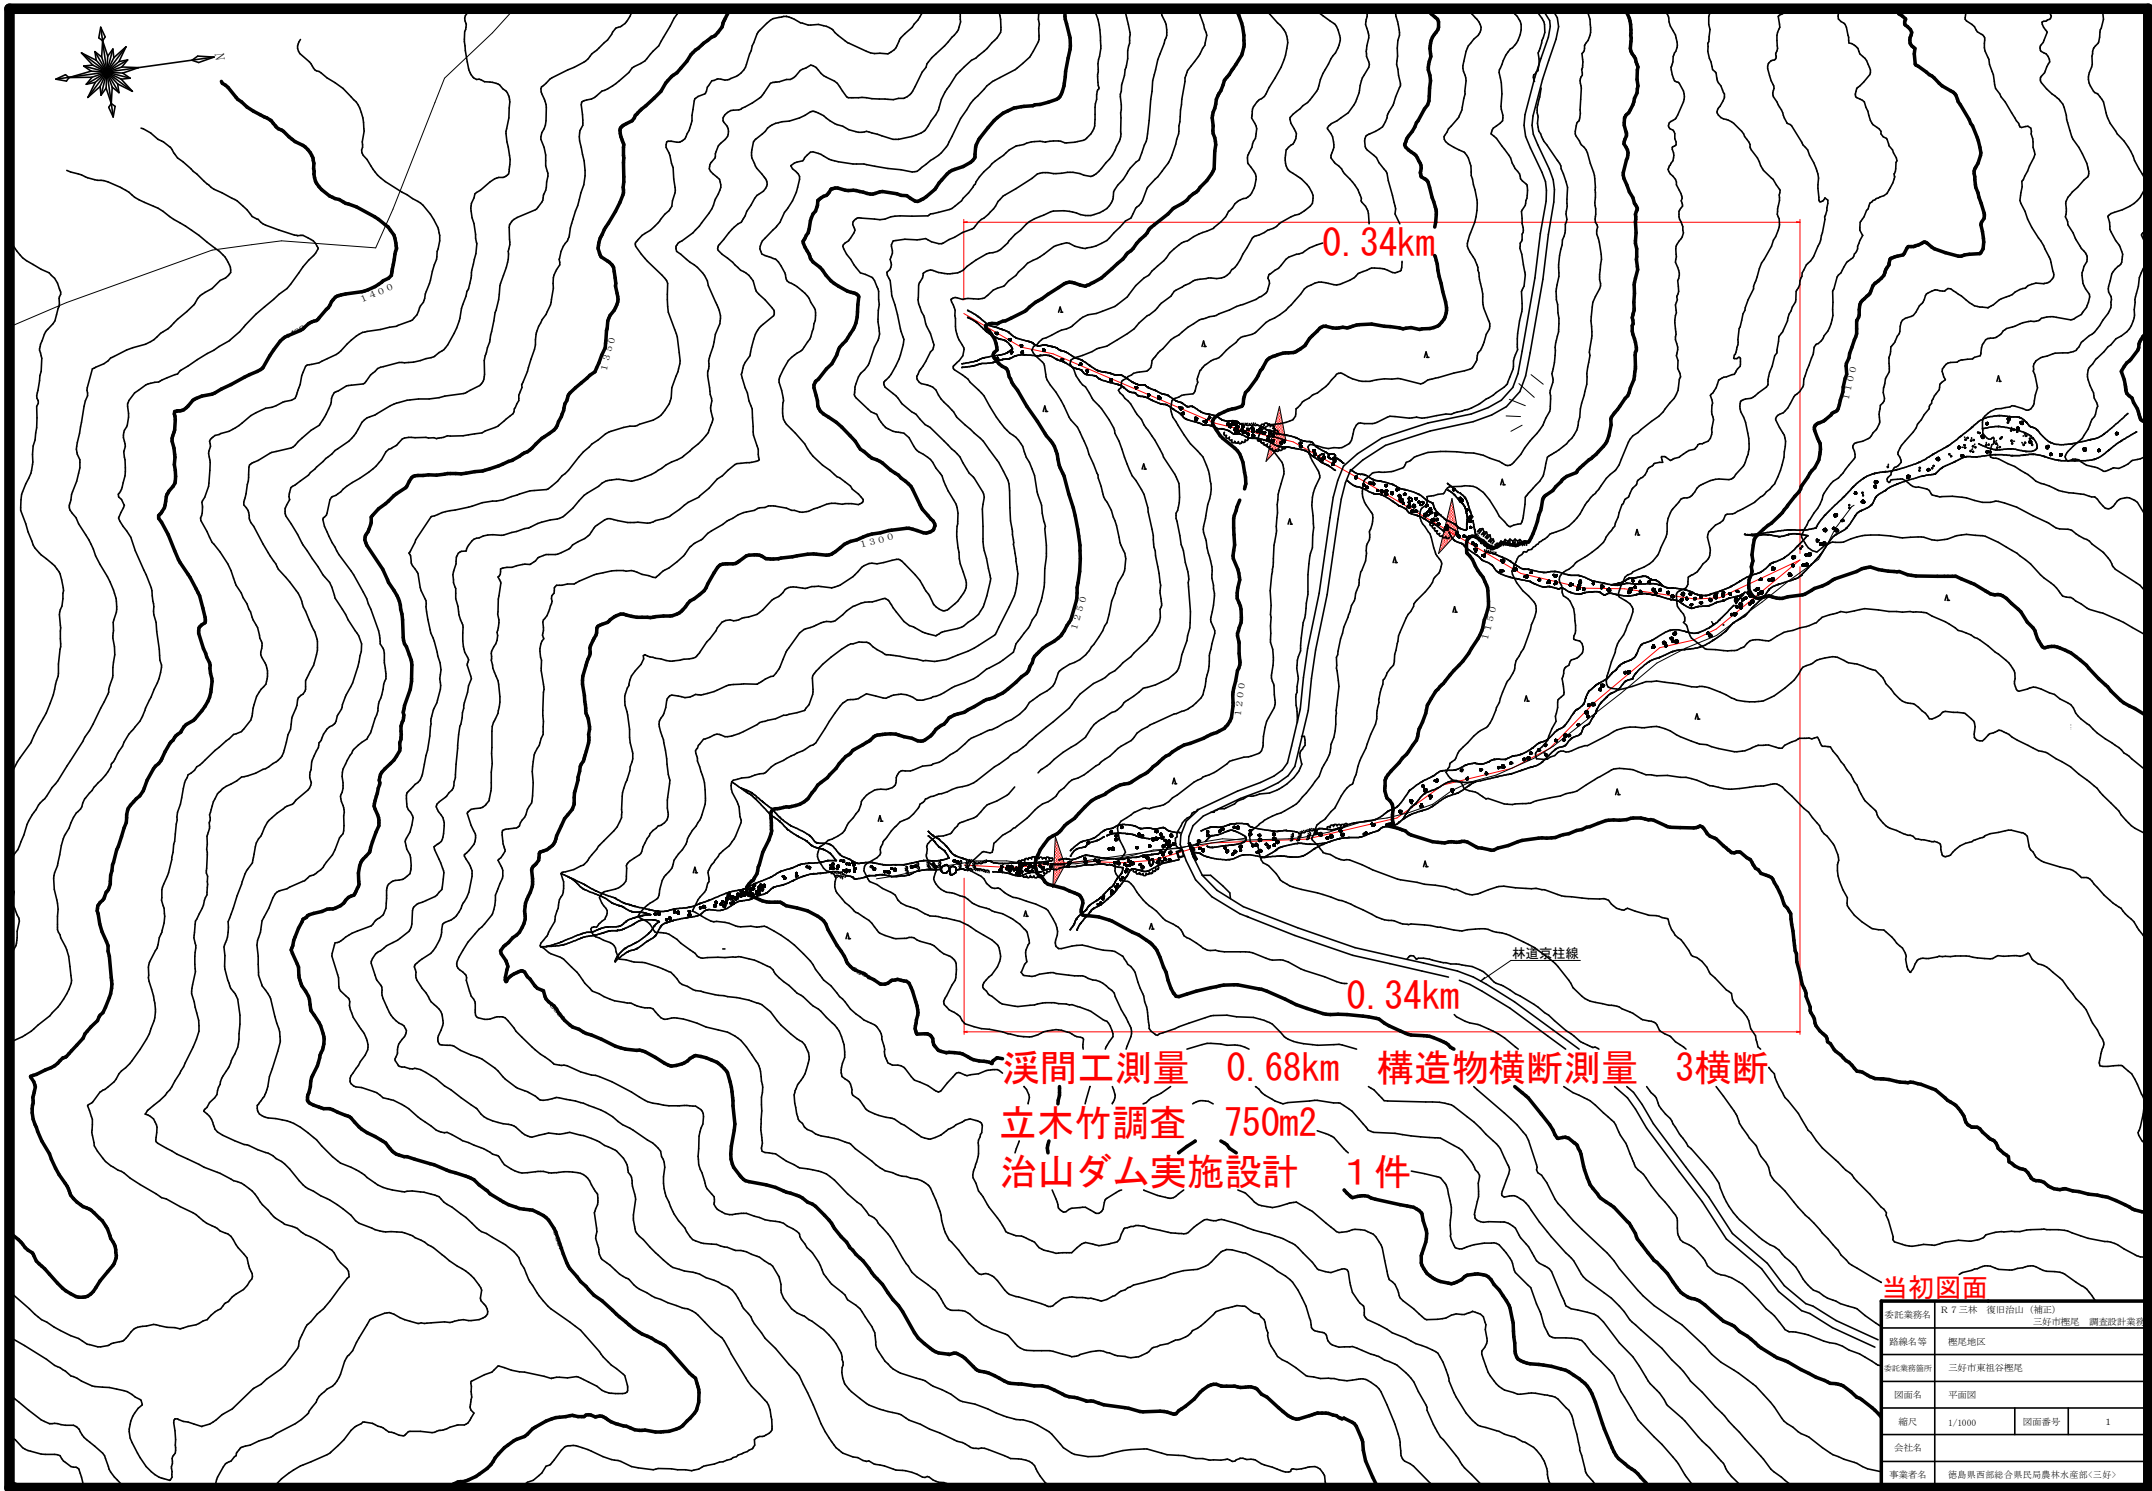 N
1400
1350
1300
1250
1200
1150
1100
0.34km
林道京柱線
0.34km
渓間工測量　0.68km　構造物横断測量　3横断
立木竹調査　750m2
治山ダム実施設計　１件
当初図面
委託業務名　R７三林　復旧治山（補正）
三好市樫尾　調査設計業務
路線名等　樫尾地区
委託業務箇所　三好市東祖谷樫尾
図面名　平面図
縮尺　1/1000　図面番号　1
会社名
事業者名　徳島県西部総合県民局農林水産部<三好>